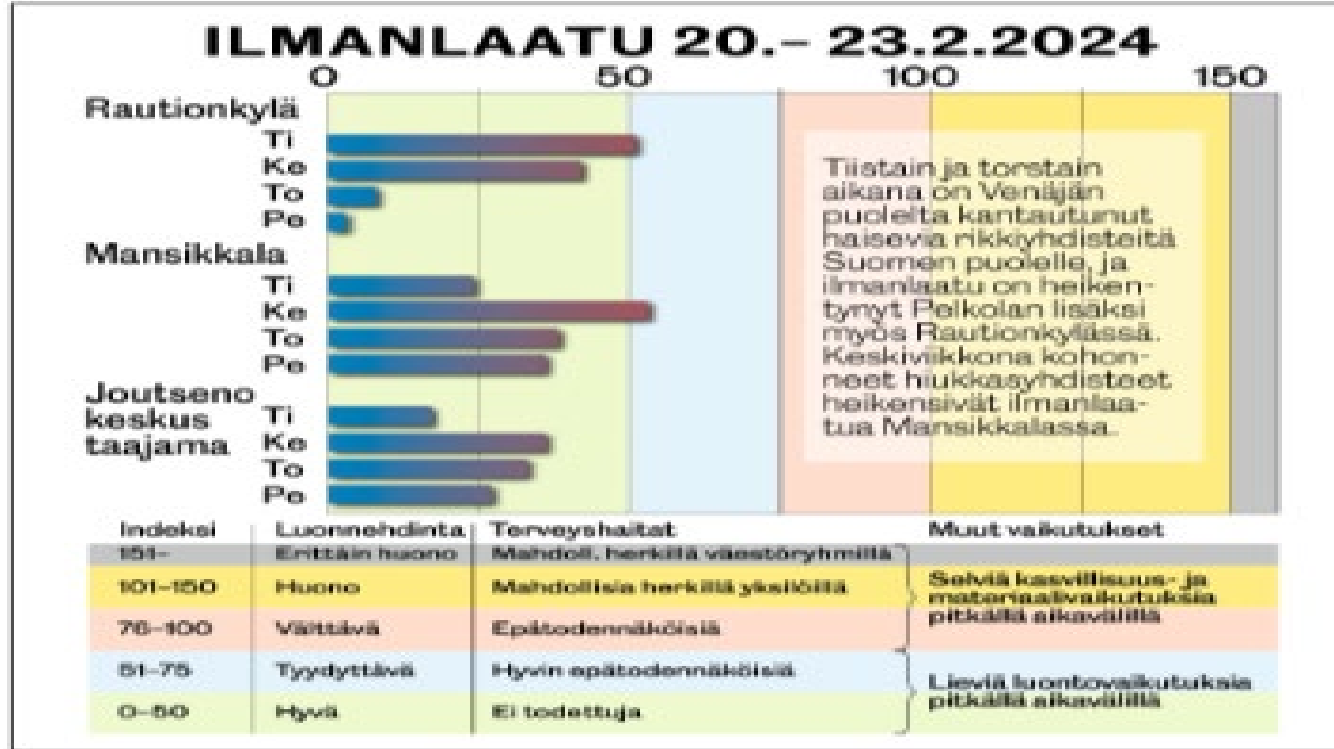 ILMANLAATU 20.– 23.2.2024
0 50 100 150
Rautionkylä
Ti
Ke
To
Pe
Mansikkala
Ti
Ke
To
Pe
Joutseno
keskus
taajama
Ti
Ke
To
Pe
Tiistain ja torstain
aikana on Venäjän
puolelta kantautunut
haisevia rikkiyhdisteitä
Suomen puolelle, ja
ilmanlaatu on heiken-
tynyt Pelkolan lisäksi
myös Rautionkylässä.
Keskiviikkona kohon-
neet hiukkasyhdisteet
heikensivät ilmanlaa-
tua Mansikkalassa.
Indeksi Luonnehdinta Terveyshaitat Muut vaikutukset
151– Erittäin huono Mahdoll. herkillä väestöryhmillä
101–150 Huono Mahdollisia herkillä yksilöillä
76–100 Välttävä Epätodennäköisiä
Selviä kasvillisuus- ja
materiaalivaikutuksia
pitkällä aikavälillä
51–75 Tyydyttävä Hyvin epätodennäköisiä
0–50 Hyvä Ei todettuja
Lieviä luontovaikutuksia
pitkällä aikavälillä